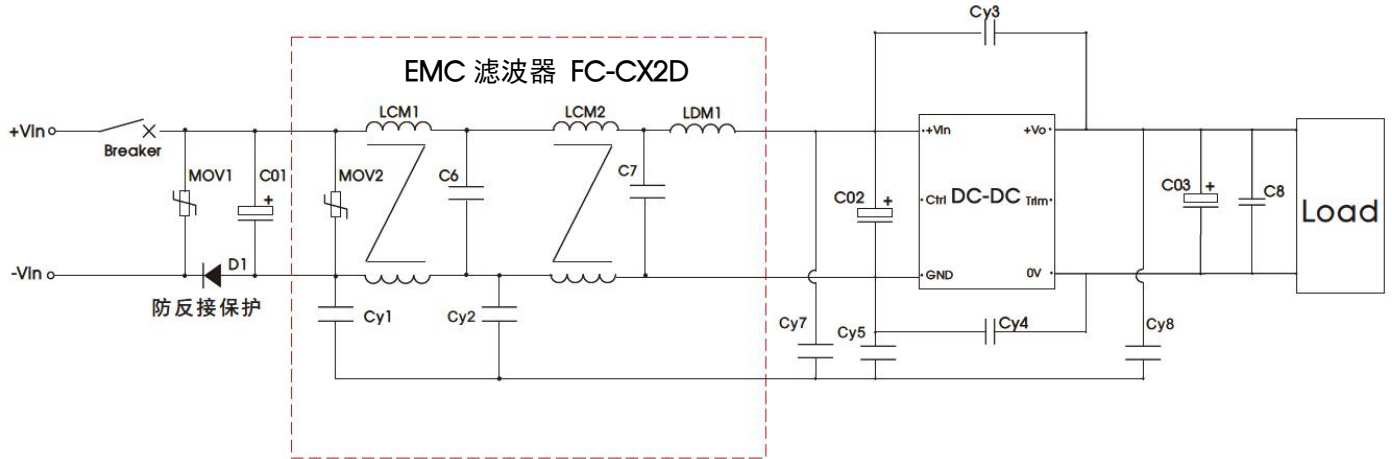 Cy3
EMC 滤波器 FC-CX2D
LCM1
LCM2
LDM1
+Vin
Breaker
+Vin
+Vo
MOV1
C01
+
MOV2
C6
C7
C02
+
Ctrl
DC-DC
Trim
C03
+
C8
Load
-Vin
D1
GND
0V
防反接保护
Cy1
Cy2
Cy7
Cy5
Cy4
Cy8